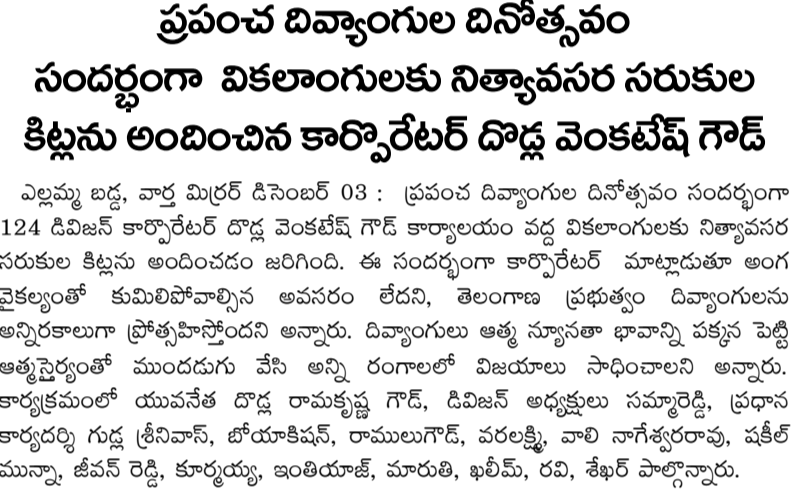 ప్రపంచ దివ్యాంగుల దినోత్సవం
సందర్భంగా వికలాంగులకు నిత్యావసర సరుకుల
కిట్లను అందించిన కార్పొరేటర్ దొడ్ల వెంకటేష్ గౌడ్
ఎల్లమ్మ బడ్డ, వార్త మిర్రర్ డిసెంబర్ 03 : ప్రపంచ దివ్యాంగుల దినోత్సవం సందర్భంగా
124 డివిజన్ కార్పొరేటర్ దొడ్ల వెంకటేష్ గౌడ్ కార్యాలయం వద్ద వికలాంగులకు నిత్యావసర
సరుకుల కిట్లను అందించడం జరిగింది. ఈ సందర్భంగా కార్పొరేటర్ మాట్లాడుతూ అంగ
వైకల్యంతో కుమిలిపోవాల్సిన అవసరం లేదని, తెలంగాణ ప్రభుత్వం దివ్యాంగులను
అన్నిరకాలుగా ప్రోత్సహిస్తోందని అన్నారు. దివ్యాంగులు ఆత్మ న్యూనతా భావాన్ని పక్కన పెట్టి
ఆత్మస్తైర్యంతో ముందడుగు వేసి అన్ని రంగాలలో విజయాలు సాధించాలని అన్నారు.
కార్యక్రమంలో యువనేత దొడ్ల రామకృష్ణ గౌడ్, డివిజన్ అధ్యక్షులు సమ్మారెడ్డి, ప్రధాన
కార్యదర్శి గుడ్ల శ్రీనివాస్, బోయాకిషన్, రాములుగౌడ్, వరలక్ష్మి, వాలి నాగేశ్వరరావు, షకీల్
మున్నా, జీవన్ రెడ్డి, కూర్మయ్య, ఇంతియాజ్, మారుతి, ఖలీమ్, రవి, శేఖర్ పాల్గొన్నారు.